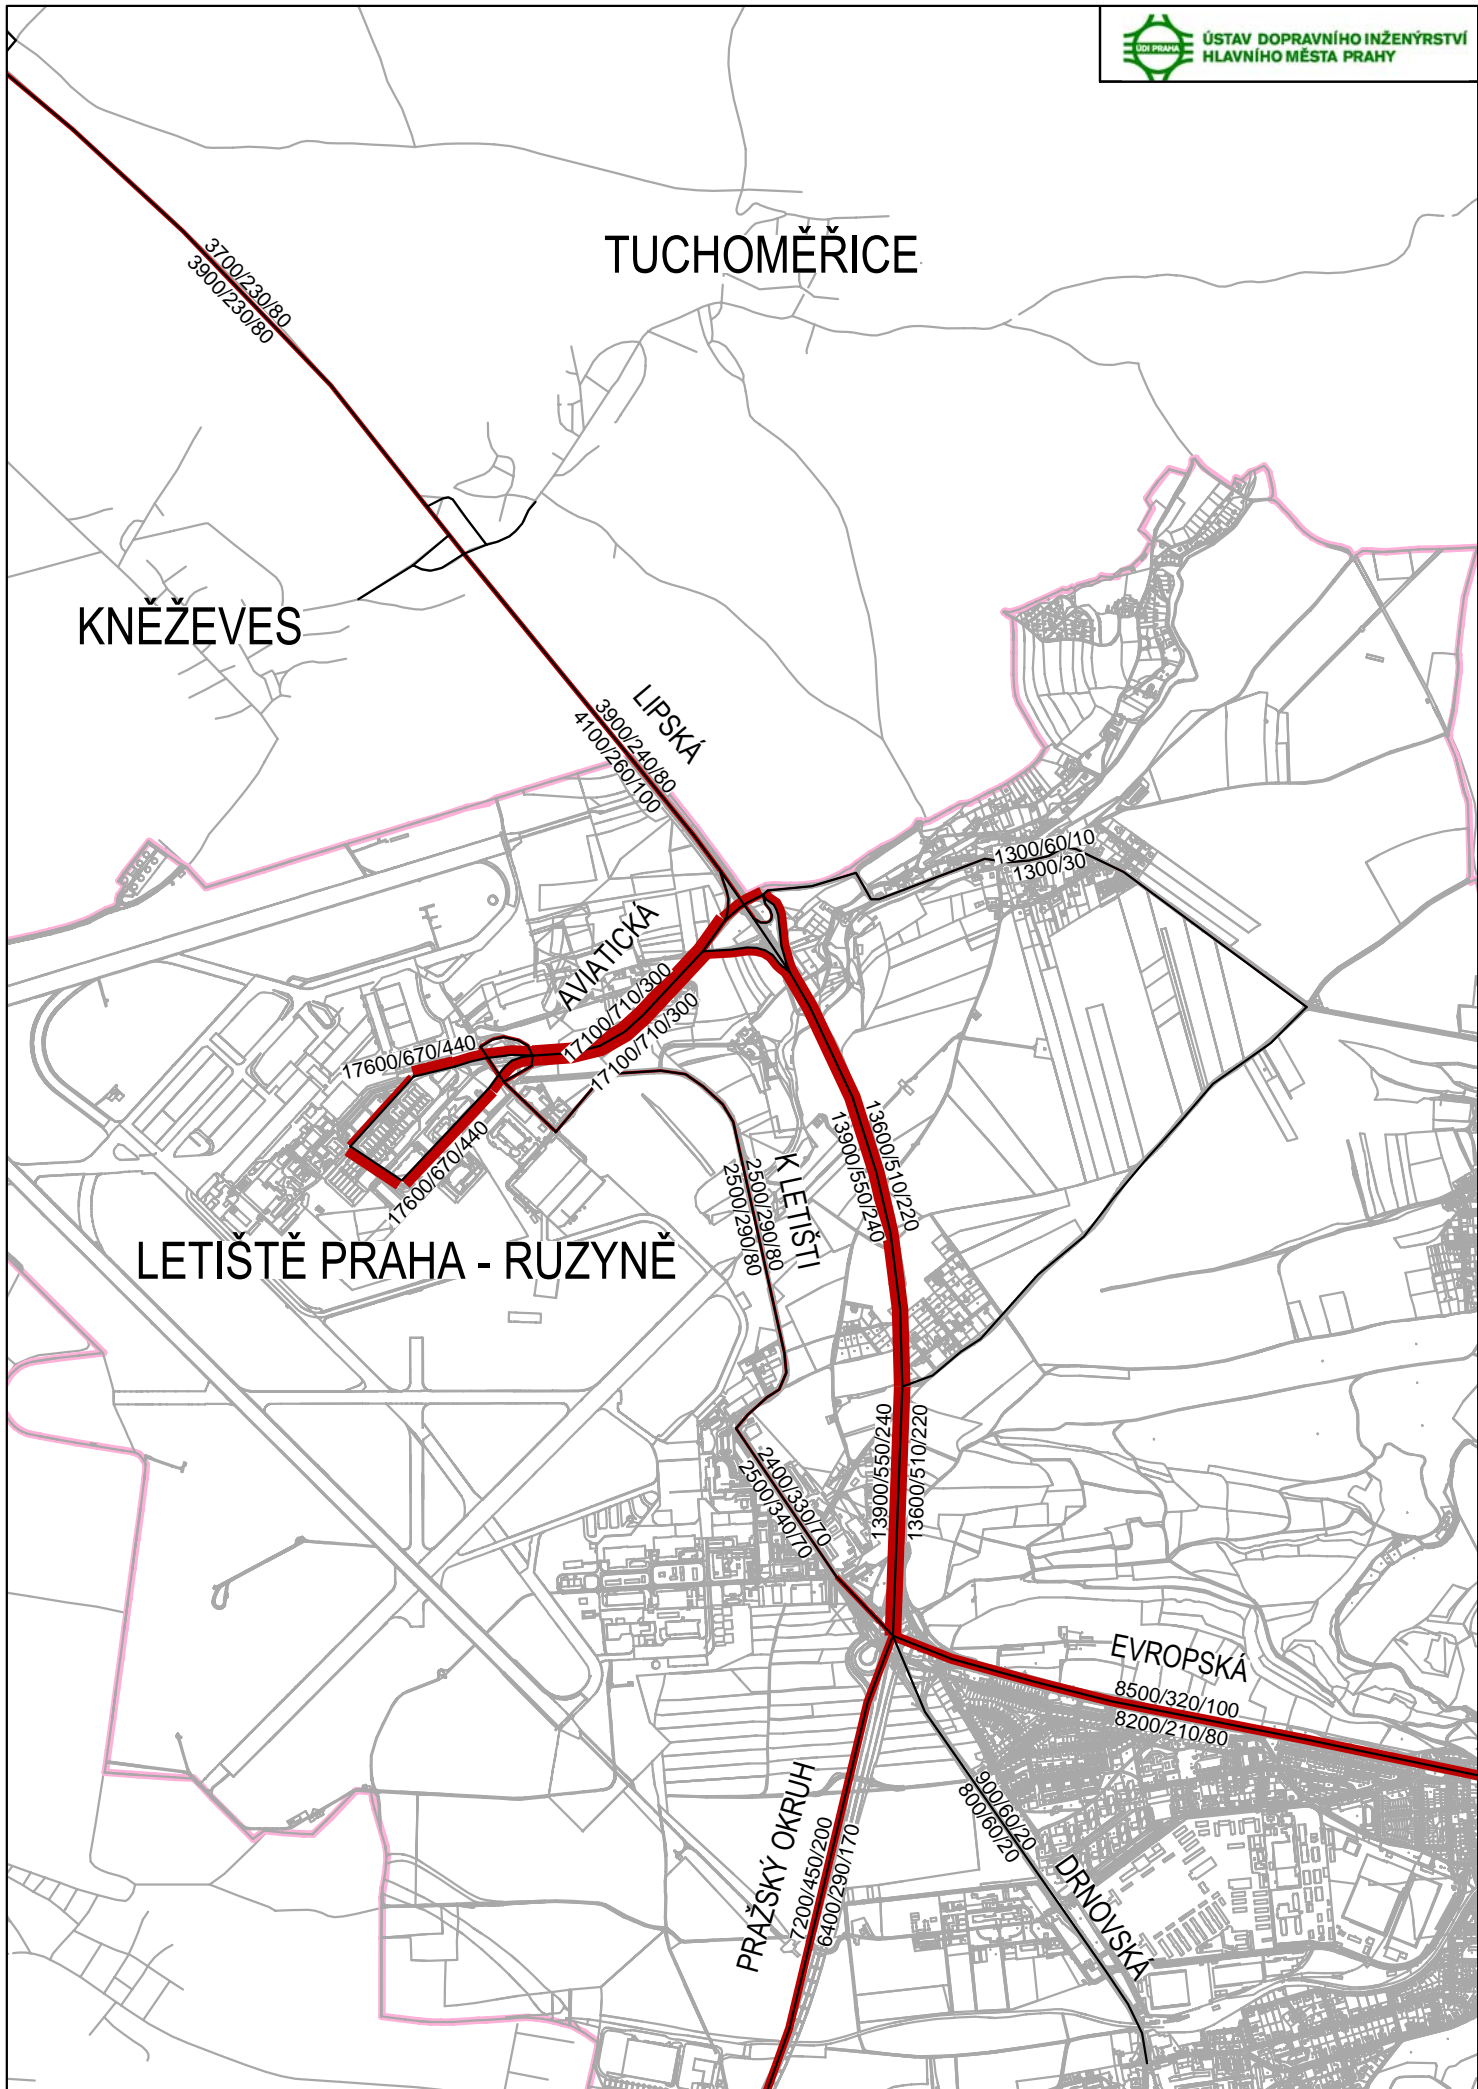 ÚDI PRAHA
ÚSTAV DOPRAVNÍHO INŽENÝRSTVÍ
HLAVNÍHO MĚSTA PRAHY
TUCHOMĚŘICE
3700/230/80
3900/230/80
KNĚŽEVES
LIPSKÁ
3900/240/80
4100/260/100
1300/60/10
1300/30
AVIATICKÁ
17100/710/300
17100/710/300
17600/670/440
17600/670/440
LETIŠTĚ PRAHA - RUZYNĚ
K LETIŠTI
2500/290/80
2500/290/80
13600/510/220
13900/550/240
13900/550/240
13600/510/220
2400/330/70
2500/340/70
EVROPSKÁ
8500/320/100
8200/210/80
PRAŽSKÝ OKRUH
7200/450/200
6400/290/170
900/60/20
800/60/20
DRNOVSKÁ